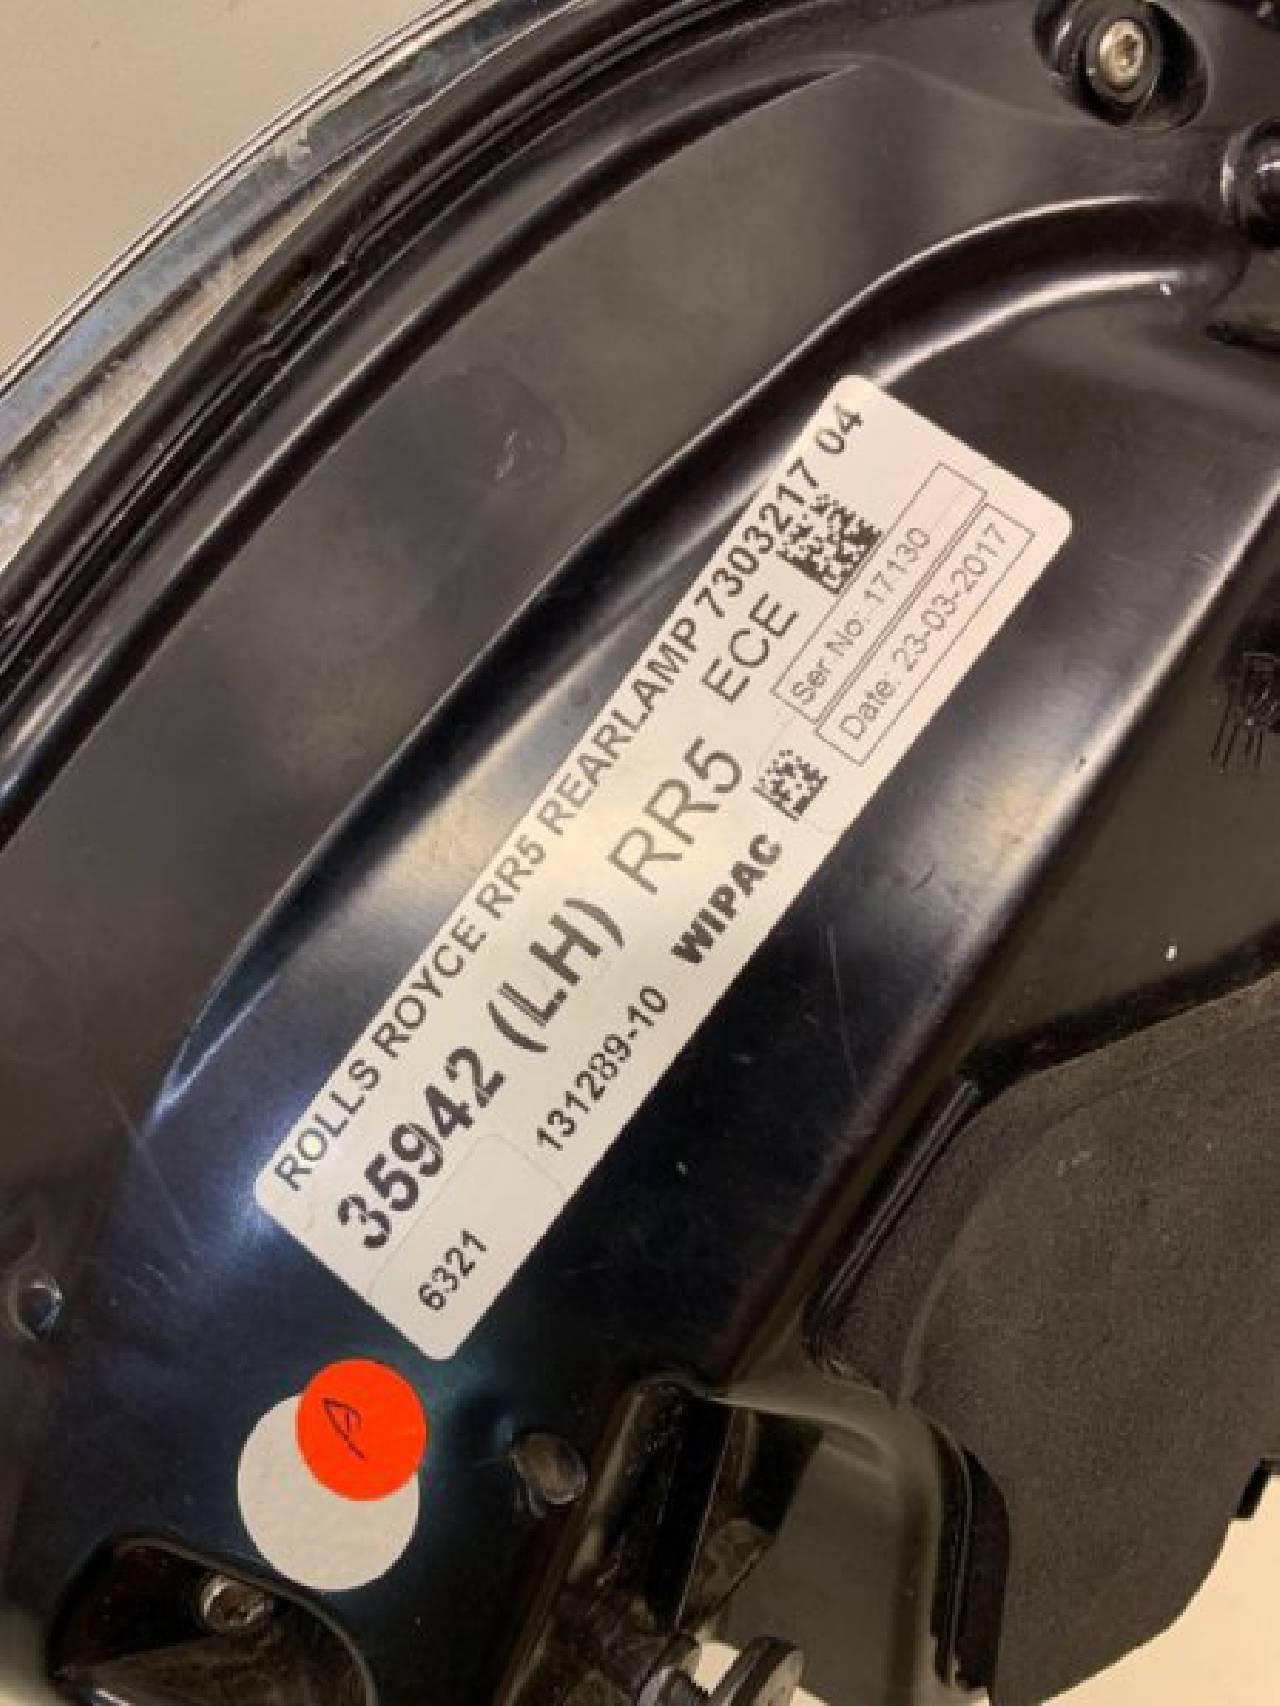 ROLLS ROYCE RR5 REARLAMP 7303217 04
35942 (LH) RR5 ECE
Ser No: 17130
Date: 23-03-2017
6321
131289-10 WIPAC
A